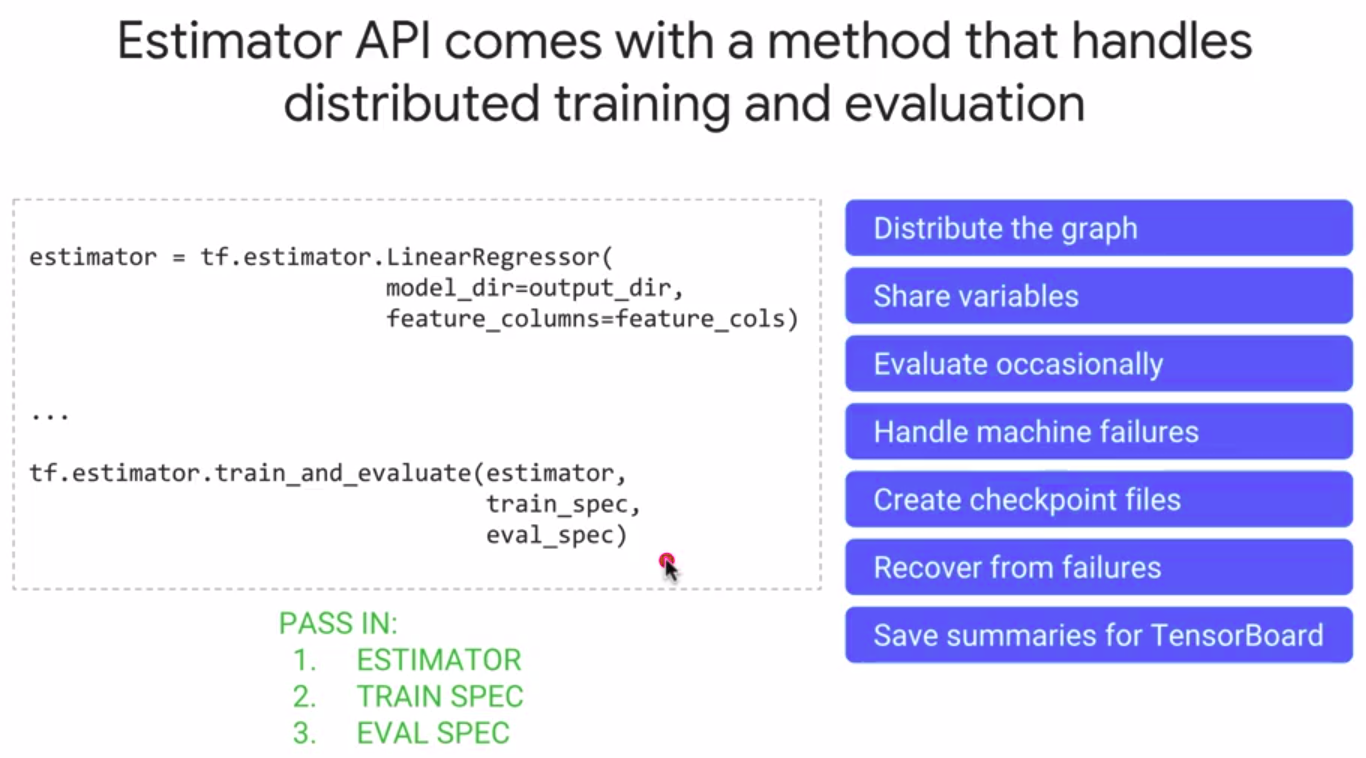 Estimator API comes with a method that handles
distributed training and evaluation
estimator = tf.estimator.LinearRegressor(
model_dir=output_dir,
feature_columns=feature_cols)
...
tf.estimator.train_and_evaluate(estimator,
train_spec,
eval_spec)
PASS IN:
1. ESTIMATOR
2. TRAIN SPEC
3. EVAL SPEC
Distribute the graph
Share variables
Evaluate occasionally
Handle machine failures
Create checkpoint files
Recover from failures
Save summaries for TensorBoard